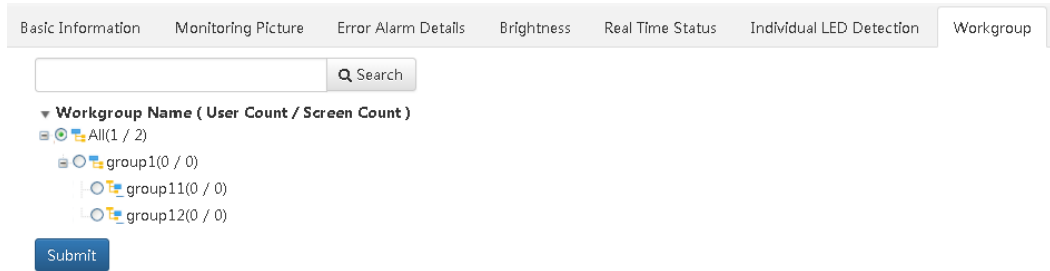 Basic Information Monitoring Picture Error Alarm Details Brightness Real Time Status Individual LED Detection Workgroup
Search
Workgroup Name ( User Count / Screen Count )
All(1 / 2)
group1(0 / 0)
group11(0 / 0)
group12(0 / 0)
Submit